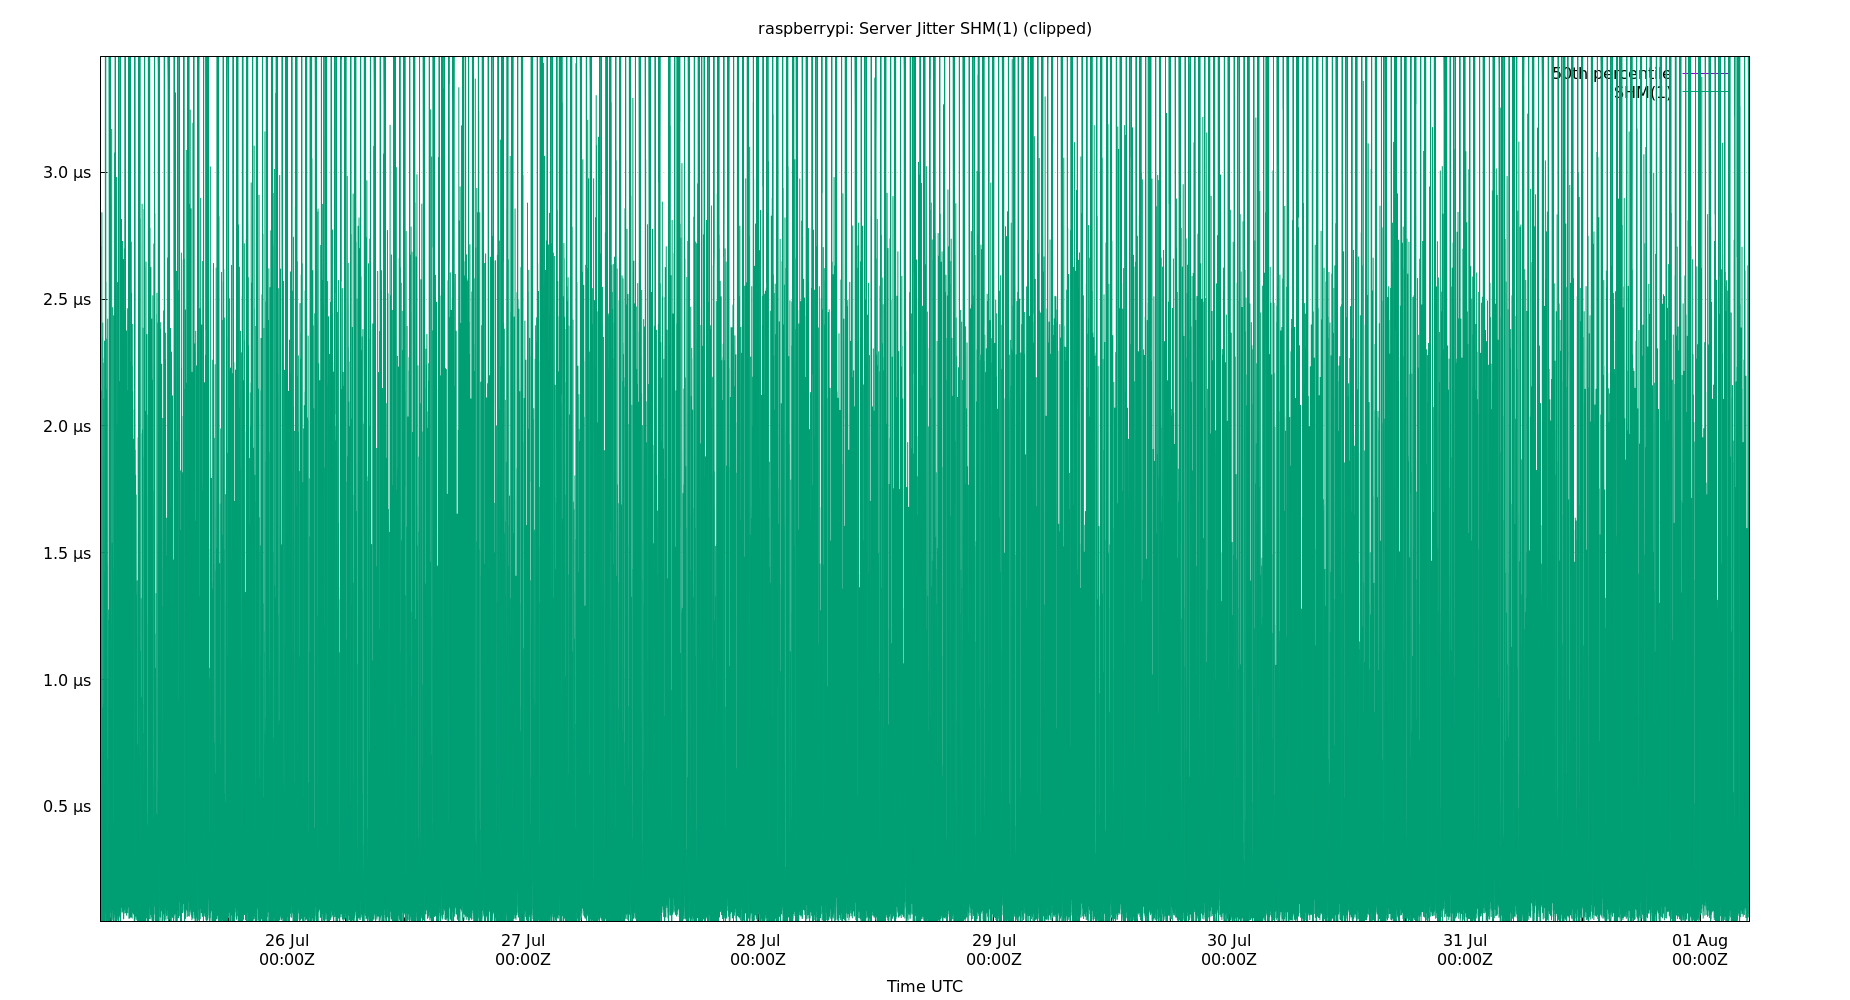 raspberrypi: Server Jitter SHM(1) (clipped)
50th percentile
SHM(1)
3.0 µs
2.5 µs
2.0 µs
1.5 µs
1.0 µs
0.5 µs
26 Jul 27 Jul 28 Jul 29 Jul 30 Jul 31 Jul 01 Aug
00:00Z 00:00Z 00:00Z 00:00Z 00:00Z 00:00Z 00:00Z
Time UTC